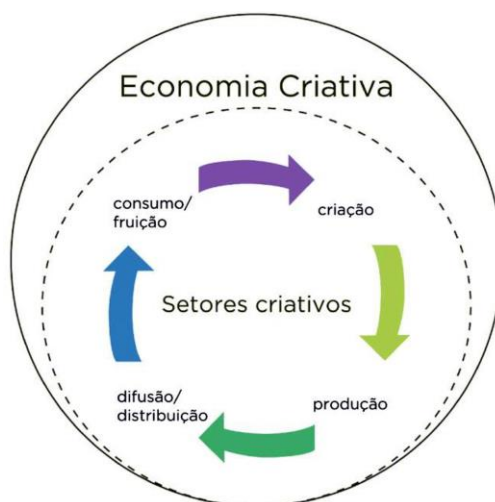 Economia Criativa
consumo/
fruição
criação
Setores criativos
difusão/
distribuição
produção